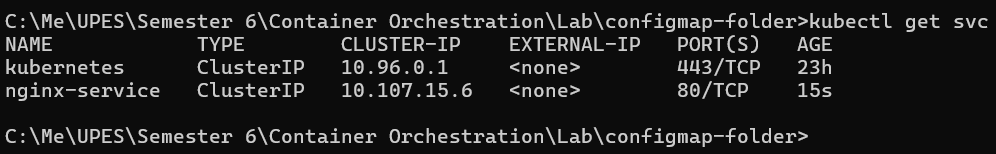 C:\Me\UPES\Semester 6\Container Orchestration\Lab\configmap-folder>kubectl get svc
NAME TYPE CLUSTER-IP EXTERNAL-IP PORT(S) AGE
kubernetes ClusterIP 10.96.0.1 <none> 443/TCP 23h
nginx-service ClusterIP 10.107.15.6 <none> 80/TCP 15s
C:\Me\UPES\Semester 6\Container Orchestration\Lab\configmap-folder>